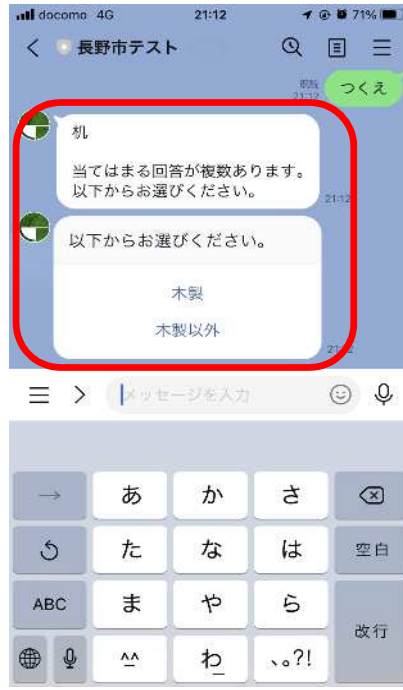 docomo 4G 21:12 71%
長野市テスト
既読
21:12
つくえ
机
当てはまる回答が複数あります。
以下からお選びください。
21:12
以下からお選びください。
木製
木製以外
21:12
メッセージを入力
→ あ か さ
た な は 空白
ABC ま や ら
改行
^^ わ_ 、。?!